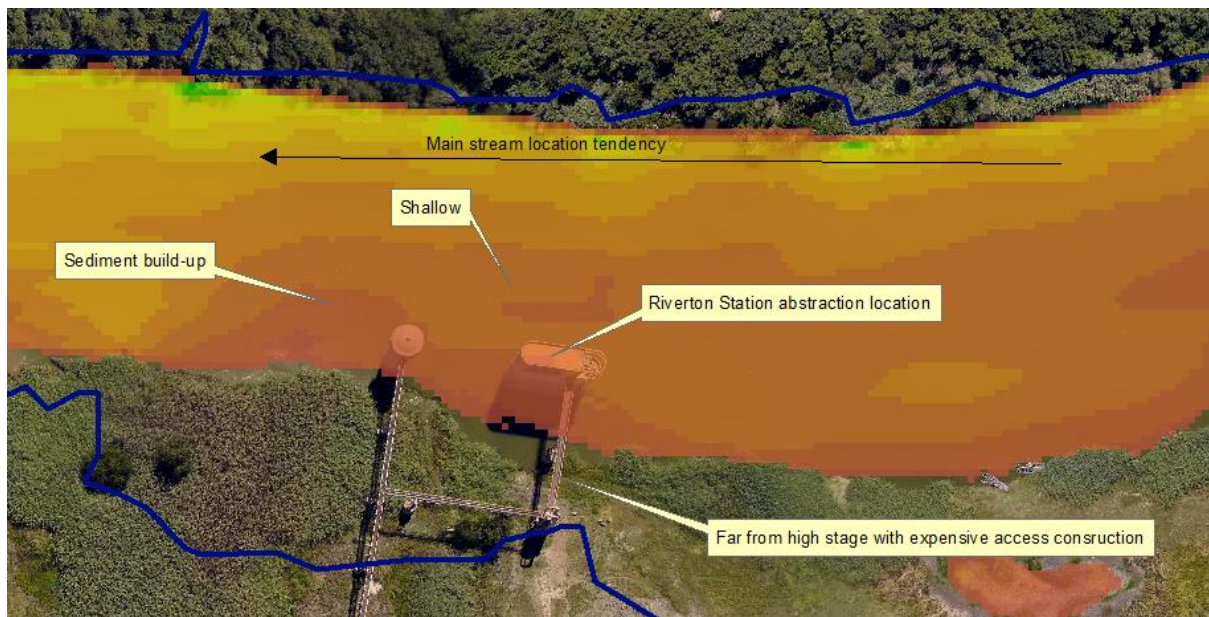 Main stream location tendency
Shallow
Sediment build-up
Riverton Station abstraction location
Far from high stage with expensive access consruction